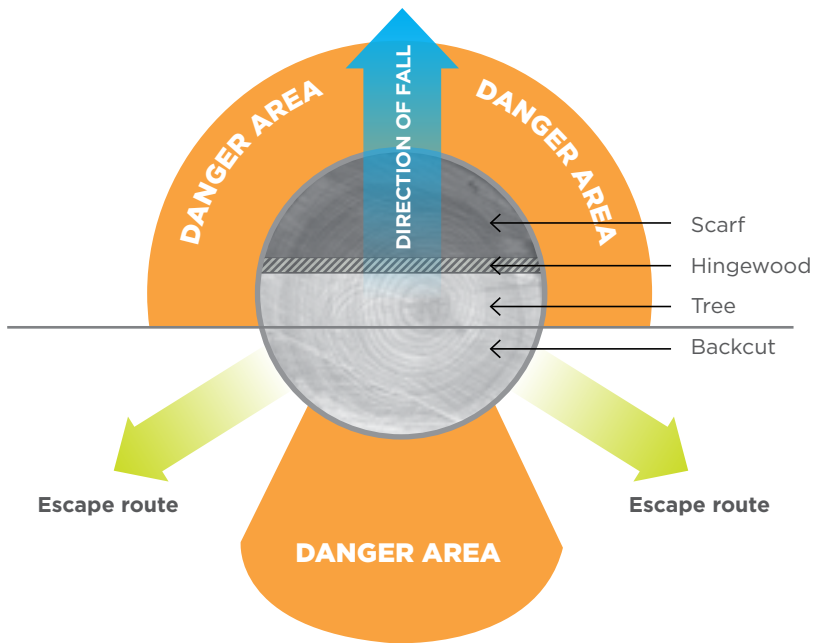 DANGER AREA
DIRECTION OF FALL
DANGER AREA
Scarf
Hingewood
Tree
Backcut
Escape route
Escape route
DANGER AREA